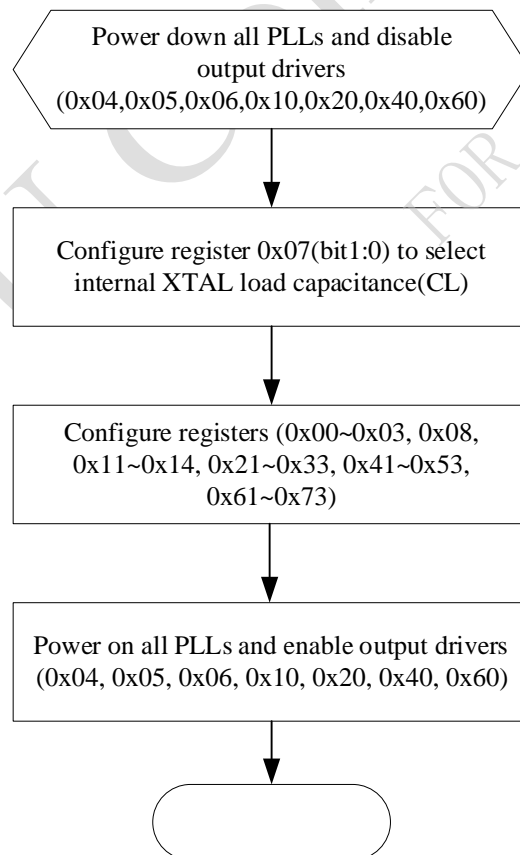 Power down all PLLs and disable
output drivers
(0x04,0x05,0x06,0x10,0x20,0x40,0x60)
FOR
Configure register 0x07(bit1:0) to select
internal XTAL load capacitance(CL)
Configure registers (0x00~0x03, 0x08,
0x11~0x14, 0x21~0x33, 0x41~0x53,
0x61~0x73)
Power on all PLLs and enable output drivers
(0x04, 0x05, 0x06, 0x10, 0x20, 0x40, 0x60)